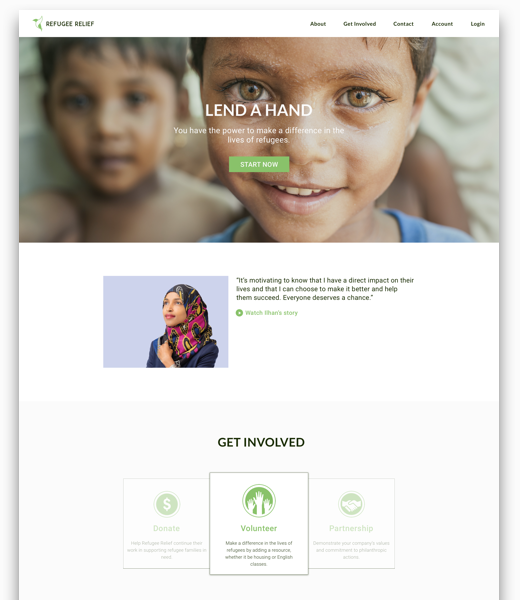 REFUGEE RELIEF
About Get Involved Contact Account Login
LEND A HAND
You have the power to make a difference in the
lives of refugees.
START NOW
"It's motivating to know that I have a direct impact on their
lives and that I can choose to make it better and help
them succeed. Everyone deserves a chance."
Watch Ilhan's story
GET INVOLVED
Donate
Help Refugee Relief continue their
work in supporting refugee families in
need.
Volunteer
Make a difference in the lives of
refugees by adding a resource,
whether it be housing or English
classes.
Partnership
Demonstrate your company's values
and commitment to philanthropic
actions.